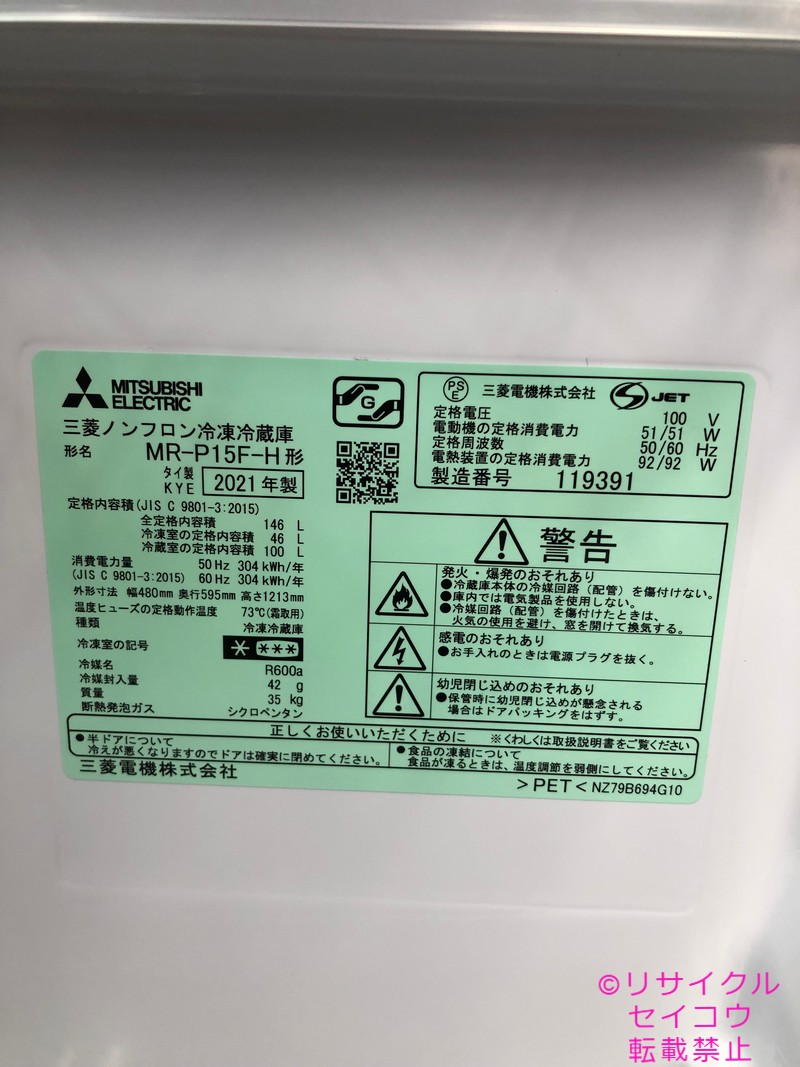 MITSUBISHI
ELECTRIC
三菱ノンフロン冷凍冷蔵庫
形名 MR-P15F-H形
タイ製
KYE 2021年製
定格内容積(JIS C 9801-3:2015)
全定格内容積 146 L
冷凍室の定格内容積 46 L
冷蔵室の定格内容積 100 L
消費電力量 50Hz 304kWh/年
(JIS C 9801-3:2015) 60Hz 304kWh/年
外形寸法 幅480mm 奥行595mm 高さ1213mm
温度ヒューズの定格動作温度 73℃(霜取用)
種類 冷凍冷蔵庫
冷凍室の記号 * ***
冷媒名 R600a
冷媒封入量 42 g
質量 35 kg
断熱発泡ガス シクロペンタン
G
PS
E
三菱電機株式会社
JET
定格電圧 100 V
電動機の定格消費電力 51/51 W
定格周波数 50/60 Hz
電熱装置の定格消費電力 92/92 W
製造番号 119391
警告
発火・爆発のおそれあり
●冷蔵庫本体の冷媒回路(配管)を傷付けない。
●庫内では電気製品を使用しない。
●冷媒回路(配管)を傷付けたときは、
火気の使用を避け、窓を開けて換気する。
感電のおそれあり
●お手入れのときは電源プラグを抜く。
幼児閉じ込めのおそれあり
●保管時に幼児閉じ込めが懸念される
場合はドアパッキングをはずす。
正しくお使いいただくために ※くわしくは取扱説明書をご覧ください
●半ドアについて
冷えが悪くなりますのでドアは確実に閉めてください。
●食品の凍結について
食品が凍るときは、温度調節を弱側にしてください。
三菱電機株式会社
>PET< NZ79B694G10
©リサイクル
セイコウ
転載禁止